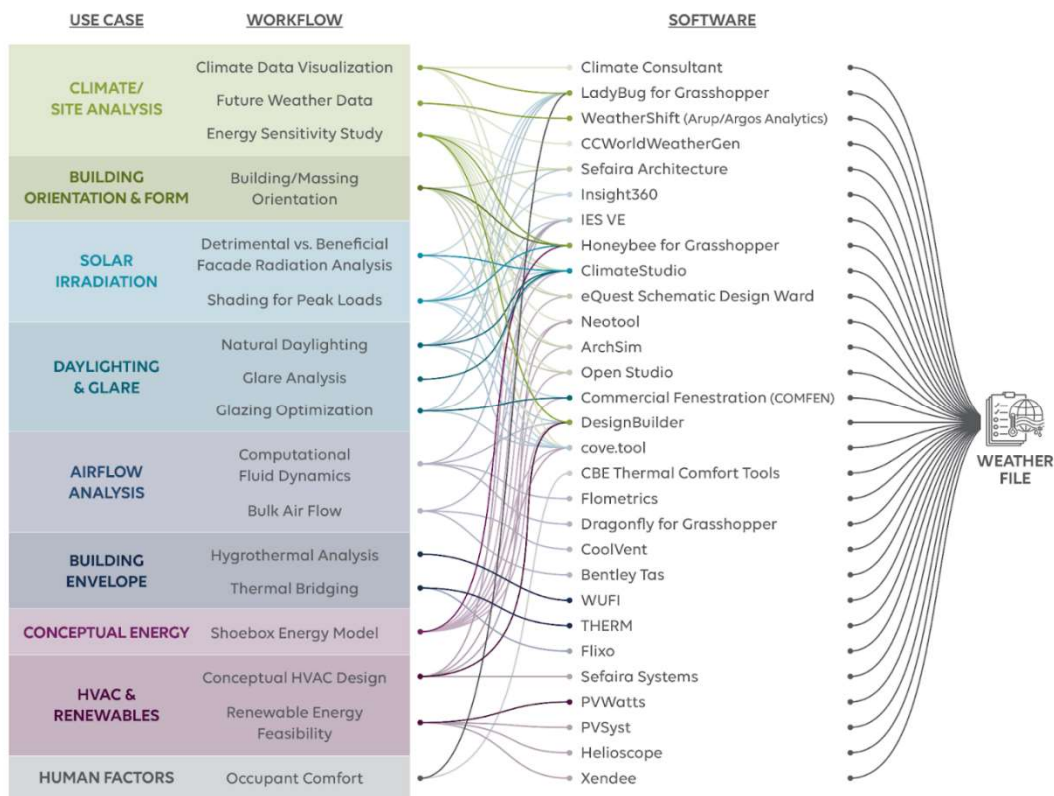 USE CASE
WORKFLOW
SOFTWARE
CLIMATE/
SITE ANALYSIS
Climate Data Visualization
Future Weather Data
Energy Sensitivity Study
BUILDING
ORIENTATION & FORM
Building/Massing
Orientation
SOLAR
IRRADIATION
Detrimental vs. Beneficial
Facade Radiation Analysis
Shading for Peak Loads
DAYLIGHTING
& GLARE
Natural Daylighting
Glare Analysis
Glazing Optimization
AIRFLOW
ANALYSIS
Computational
Fluid Dynamics
Bulk Air Flow
BUILDING
ENVELOPE
Hygrothermal Analysis
Thermal Bridging
CONCEPTUAL ENERGY
Shoebox Energy Model
HVAC &
RENEWABLES
Conceptual HVAC Design
Renewable Energy
Feasibility
HUMAN FACTORS
Occupant Comfort
Climate Consultant
LadyBug for Grasshopper
WeatherShift (Arup/Argos Analytics)
CCWorldWeatherGen
Sefaira Architecture
Insight360
IES VE
Honeybee for Grasshopper
ClimateStudio
eQuest Schematic Design Ward
Neotool
ArchSim
Open Studio
Commercial Fenestration (COMFEN)
DesignBuilder
cove.tool
CBE Thermal Comfort Tools
Flometrics
Dragonfly for Grasshopper
CoolVent
Bentley Tas
WUFI
THERM
Flixo
Sefaira Systems
PVWatts
PVSyst
Helioscope
Xendee
WEATHER
FILE